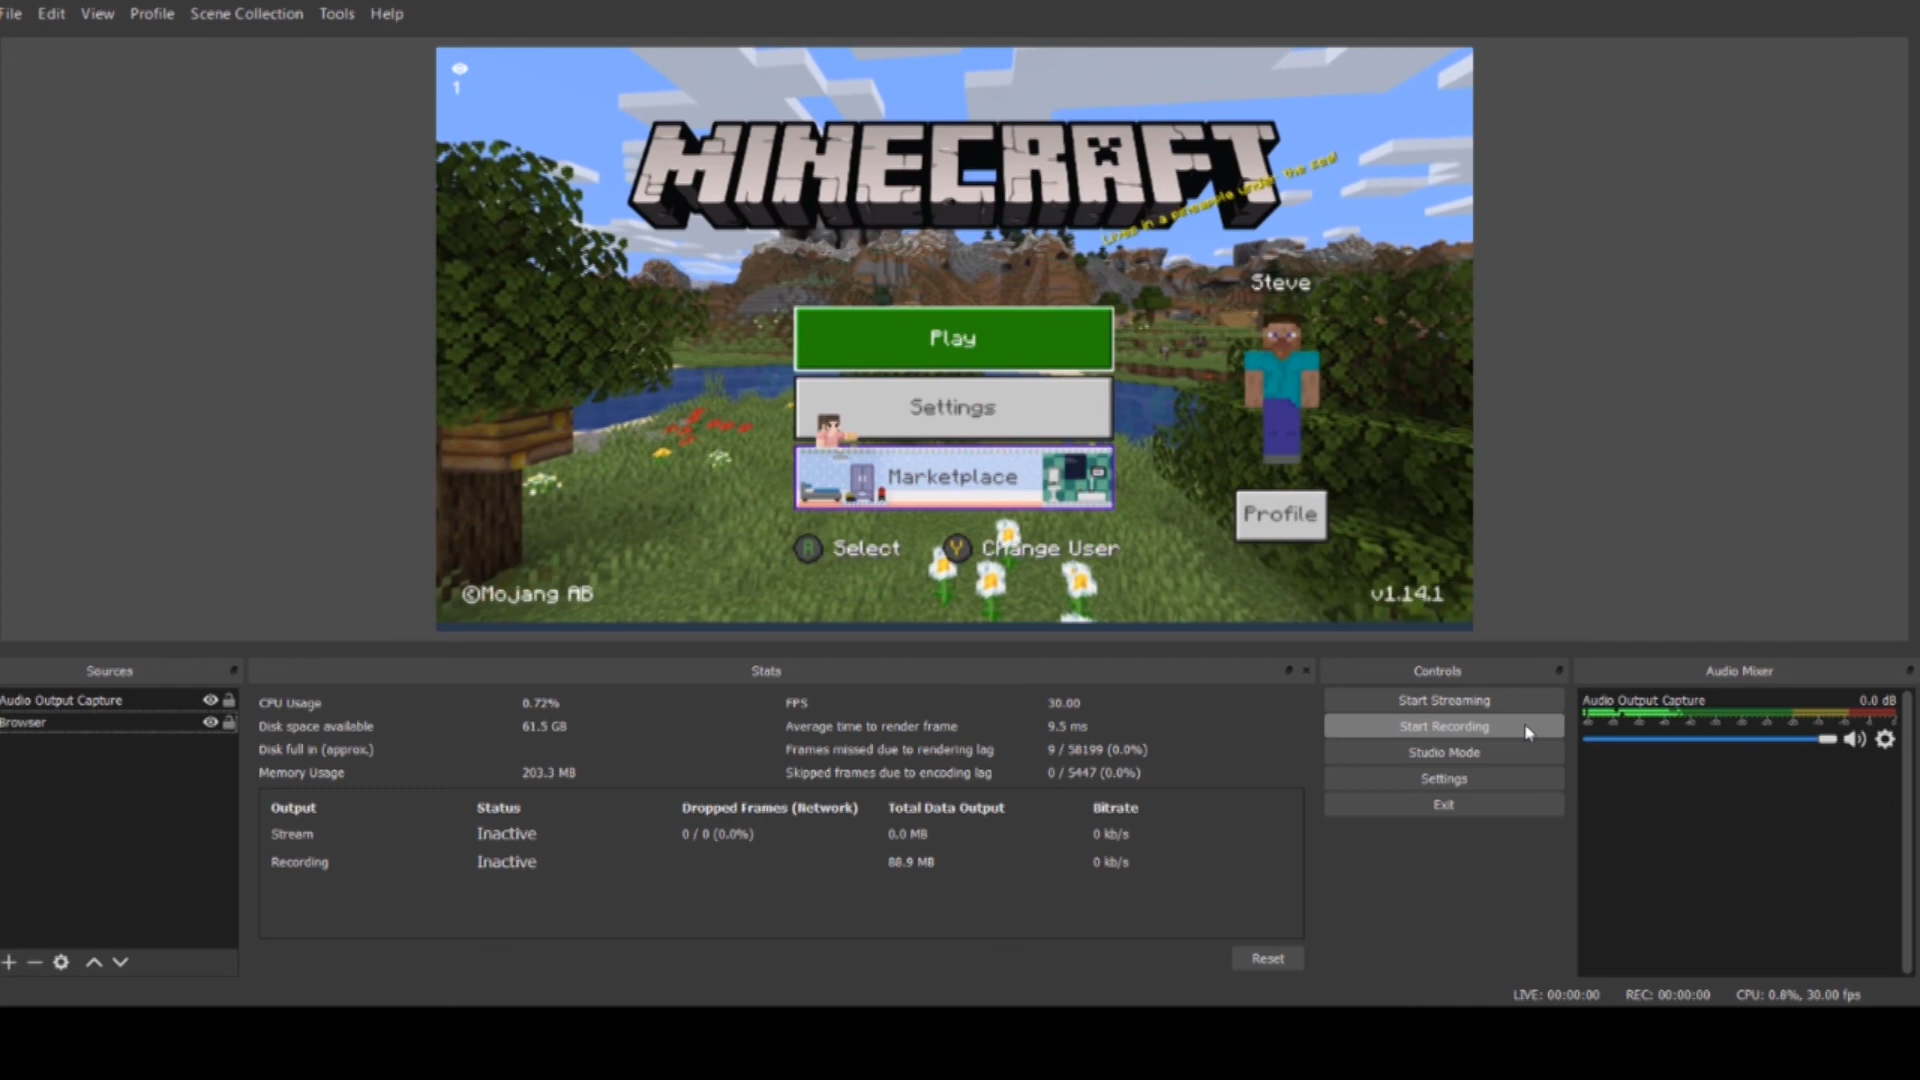 File Edit View Profile Scene Collection Tools Help
1
MINECRAFT
Lives in a pineapple under the sea!
Steve
Play
Settings
Marketplace
Profile
A Select Y Change User
©Mojang AB
v1.14.1
Sources
Audio Output Capture
Browser
Stats
CPU Usage 0.72%
Disk space available 61.5 GB
Disk full in (approx.)
Memory Usage 203.3 MB
FPS 30.00
Average time to render frame 9.5 ms
Frames missed due to rendering lag 9 / 58199 (0.0%)
Skipped frames due to encoding lag 0 / 5447 (0.0%)
Output Status Dropped Frames (Network) Total Data Output Bitrate
Stream Inactive 0 / 0 (0.0%) 0.0 MB 0 kb/s
Recording Inactive 88.9 MB 0 kb/s
Reset
Controls
Start Streaming
Start Recording
Studio Mode
Settings
Exit
Audio Mixer
Audio Output Capture 0.0 dB
LIVE: 00:00:00 REC: 00:00:00 CPU: 0.8%, 30.00 fps